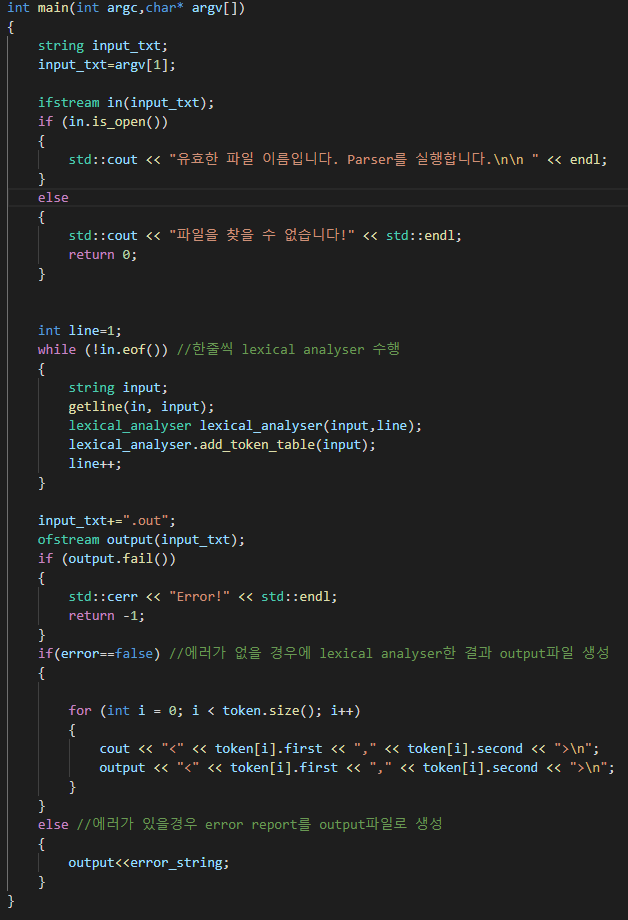 int main(int argc,char* argv[])
{
    string input_txt;
    input_txt=argv[1];

    ifstream in(input_txt);
    if (in.is_open())
    {
        std::cout << "유효한 파일 이름입니다. Parser를 실행합니다.\n\n " << endl;
    }
    else
    {
        std::cout << "파일을 찾을 수 없습니다!" << std::endl;
        return 0;
    }


    int line=1;
    while (!in.eof()) //한줄씩 lexical analyser 수행
    {
        string input;
        getline(in, input);
        lexical_analyser lexical_analyser(input,line);
        lexical_analyser.add_token_table(input);
        line++;
    }

    input_txt+=".out";
    ofstream output(input_txt);
    if (output.fail())
    {
        std::cerr << "Error!" << std::endl;
        return -1;
    }
    if(error==false) //에러가 없을 경우에 lexical analyser한 결과 output파일 생성
    {

        for (int i = 0; i < token.size(); i++)
        {
            cout << "<" << token[i].first << "," << token[i].second << ">\n";
            output << "<" << token[i].first << "," << token[i].second << ">\n";
        }
    }
    else //에러가 있을경우 error report를 output파일로 생성
    {
        output<<error_string;
    }
}